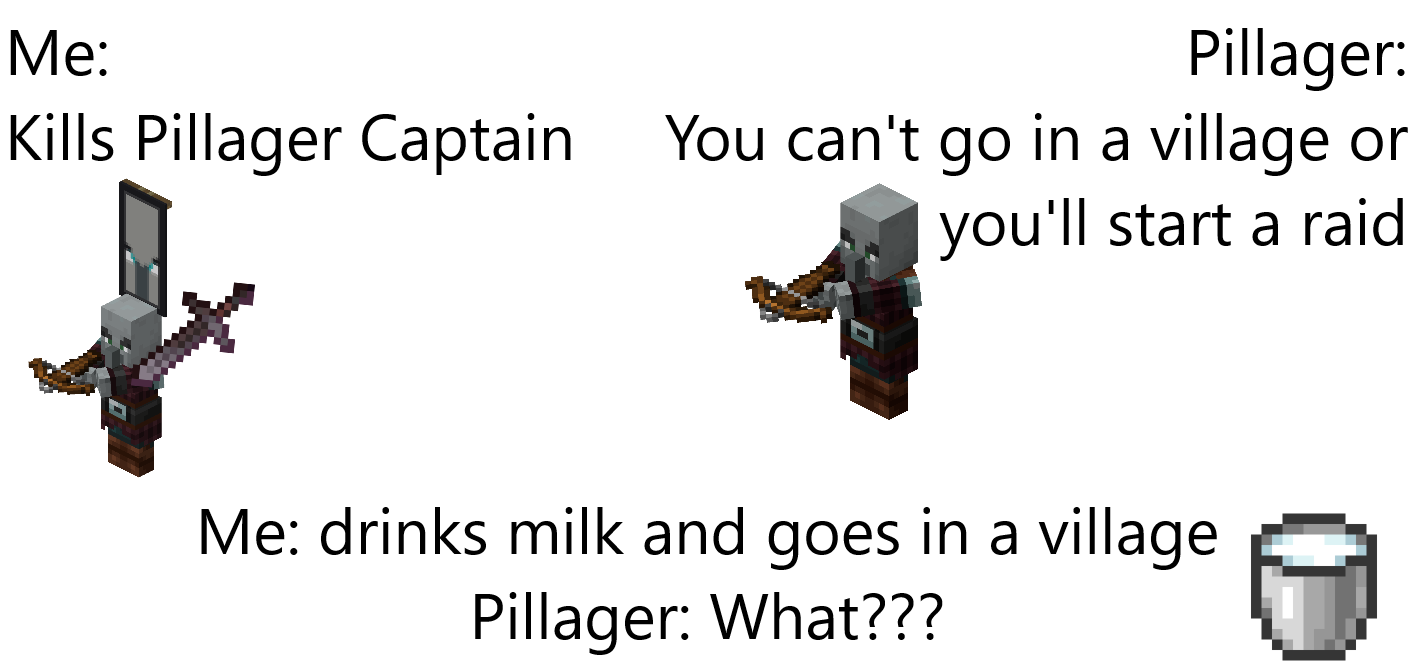 Me:
Kills Pillager Captain
Pillager:
You can't go in a village or
you'll start a raid
Me: drinks milk and goes in a village
Pillager: What???